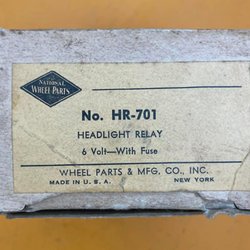 NATIONAL
WHEEL PARTS
No. HR-701
HEADLIGHT RELAY
6 Volt—With Fuse
WHEEL PARTS & MFG. CO., INC.
MADE IN U. S. A. NEW YORK